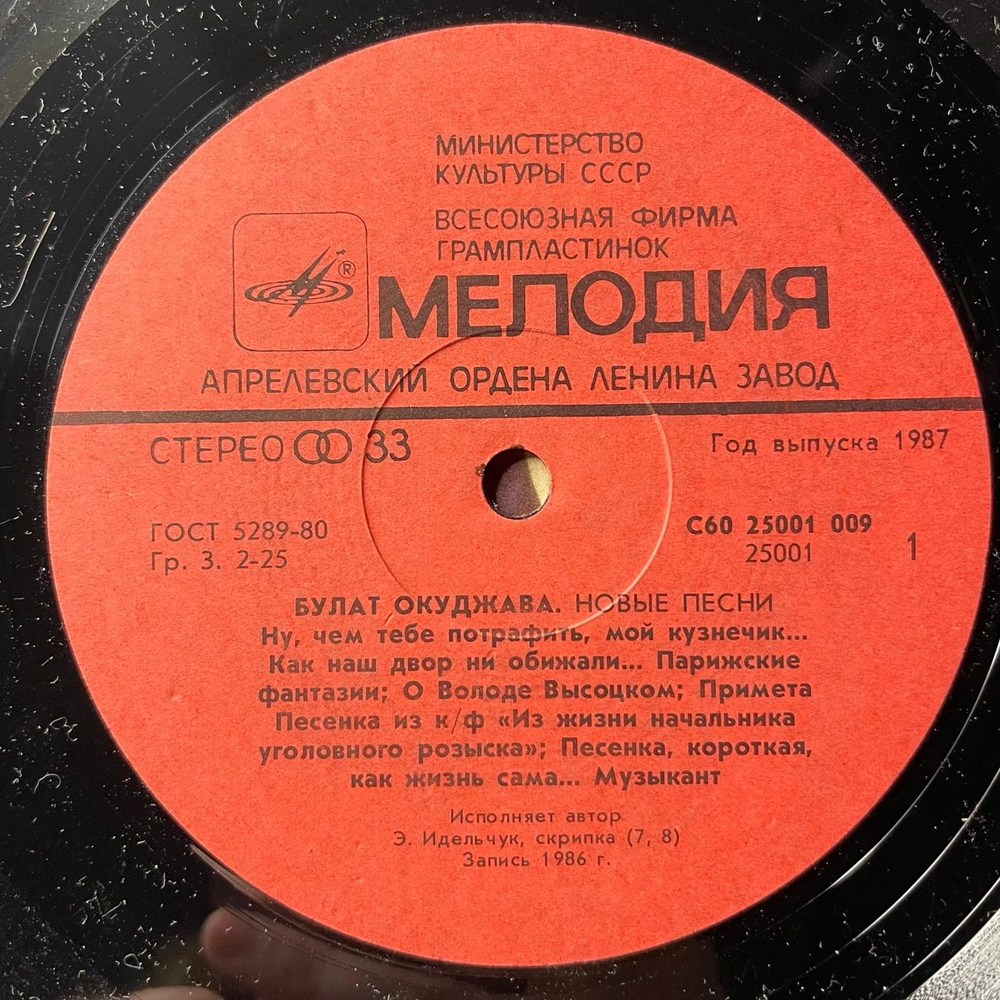 МИНИСТЕРСТВО
КУЛЬТУРЫ СССР
ВСЕСОЮЗНАЯ ФИРМА
ГРАМПЛАСТИНОК
®
МЕЛОДИЯ
АПРЕЛЕВСКИЙ ОРДЕНА ЛЕНИНА ЗАВОД
СТЕРЕО 33
Год выпуска 1987
ГОСТ 5289-80
Гр. 3. 2-25
С60 25001 009
25001
1
БУЛАТ ОКУДЖАВА. НОВЫЕ ПЕСНИ
Ну, чем тебе потрафить, мой кузнечик...
Как наш двор ни обижали... Парижские
фантазии; О Володе Высоцком; Примета
Песенка из к/ф «Из жизни начальника
уголовного розыска»; Песенка, короткая,
как жизнь сама... Музыкант
Исполняет автор
Э. Идельчук, скрипка (7, 8)
Запись 1986 г.